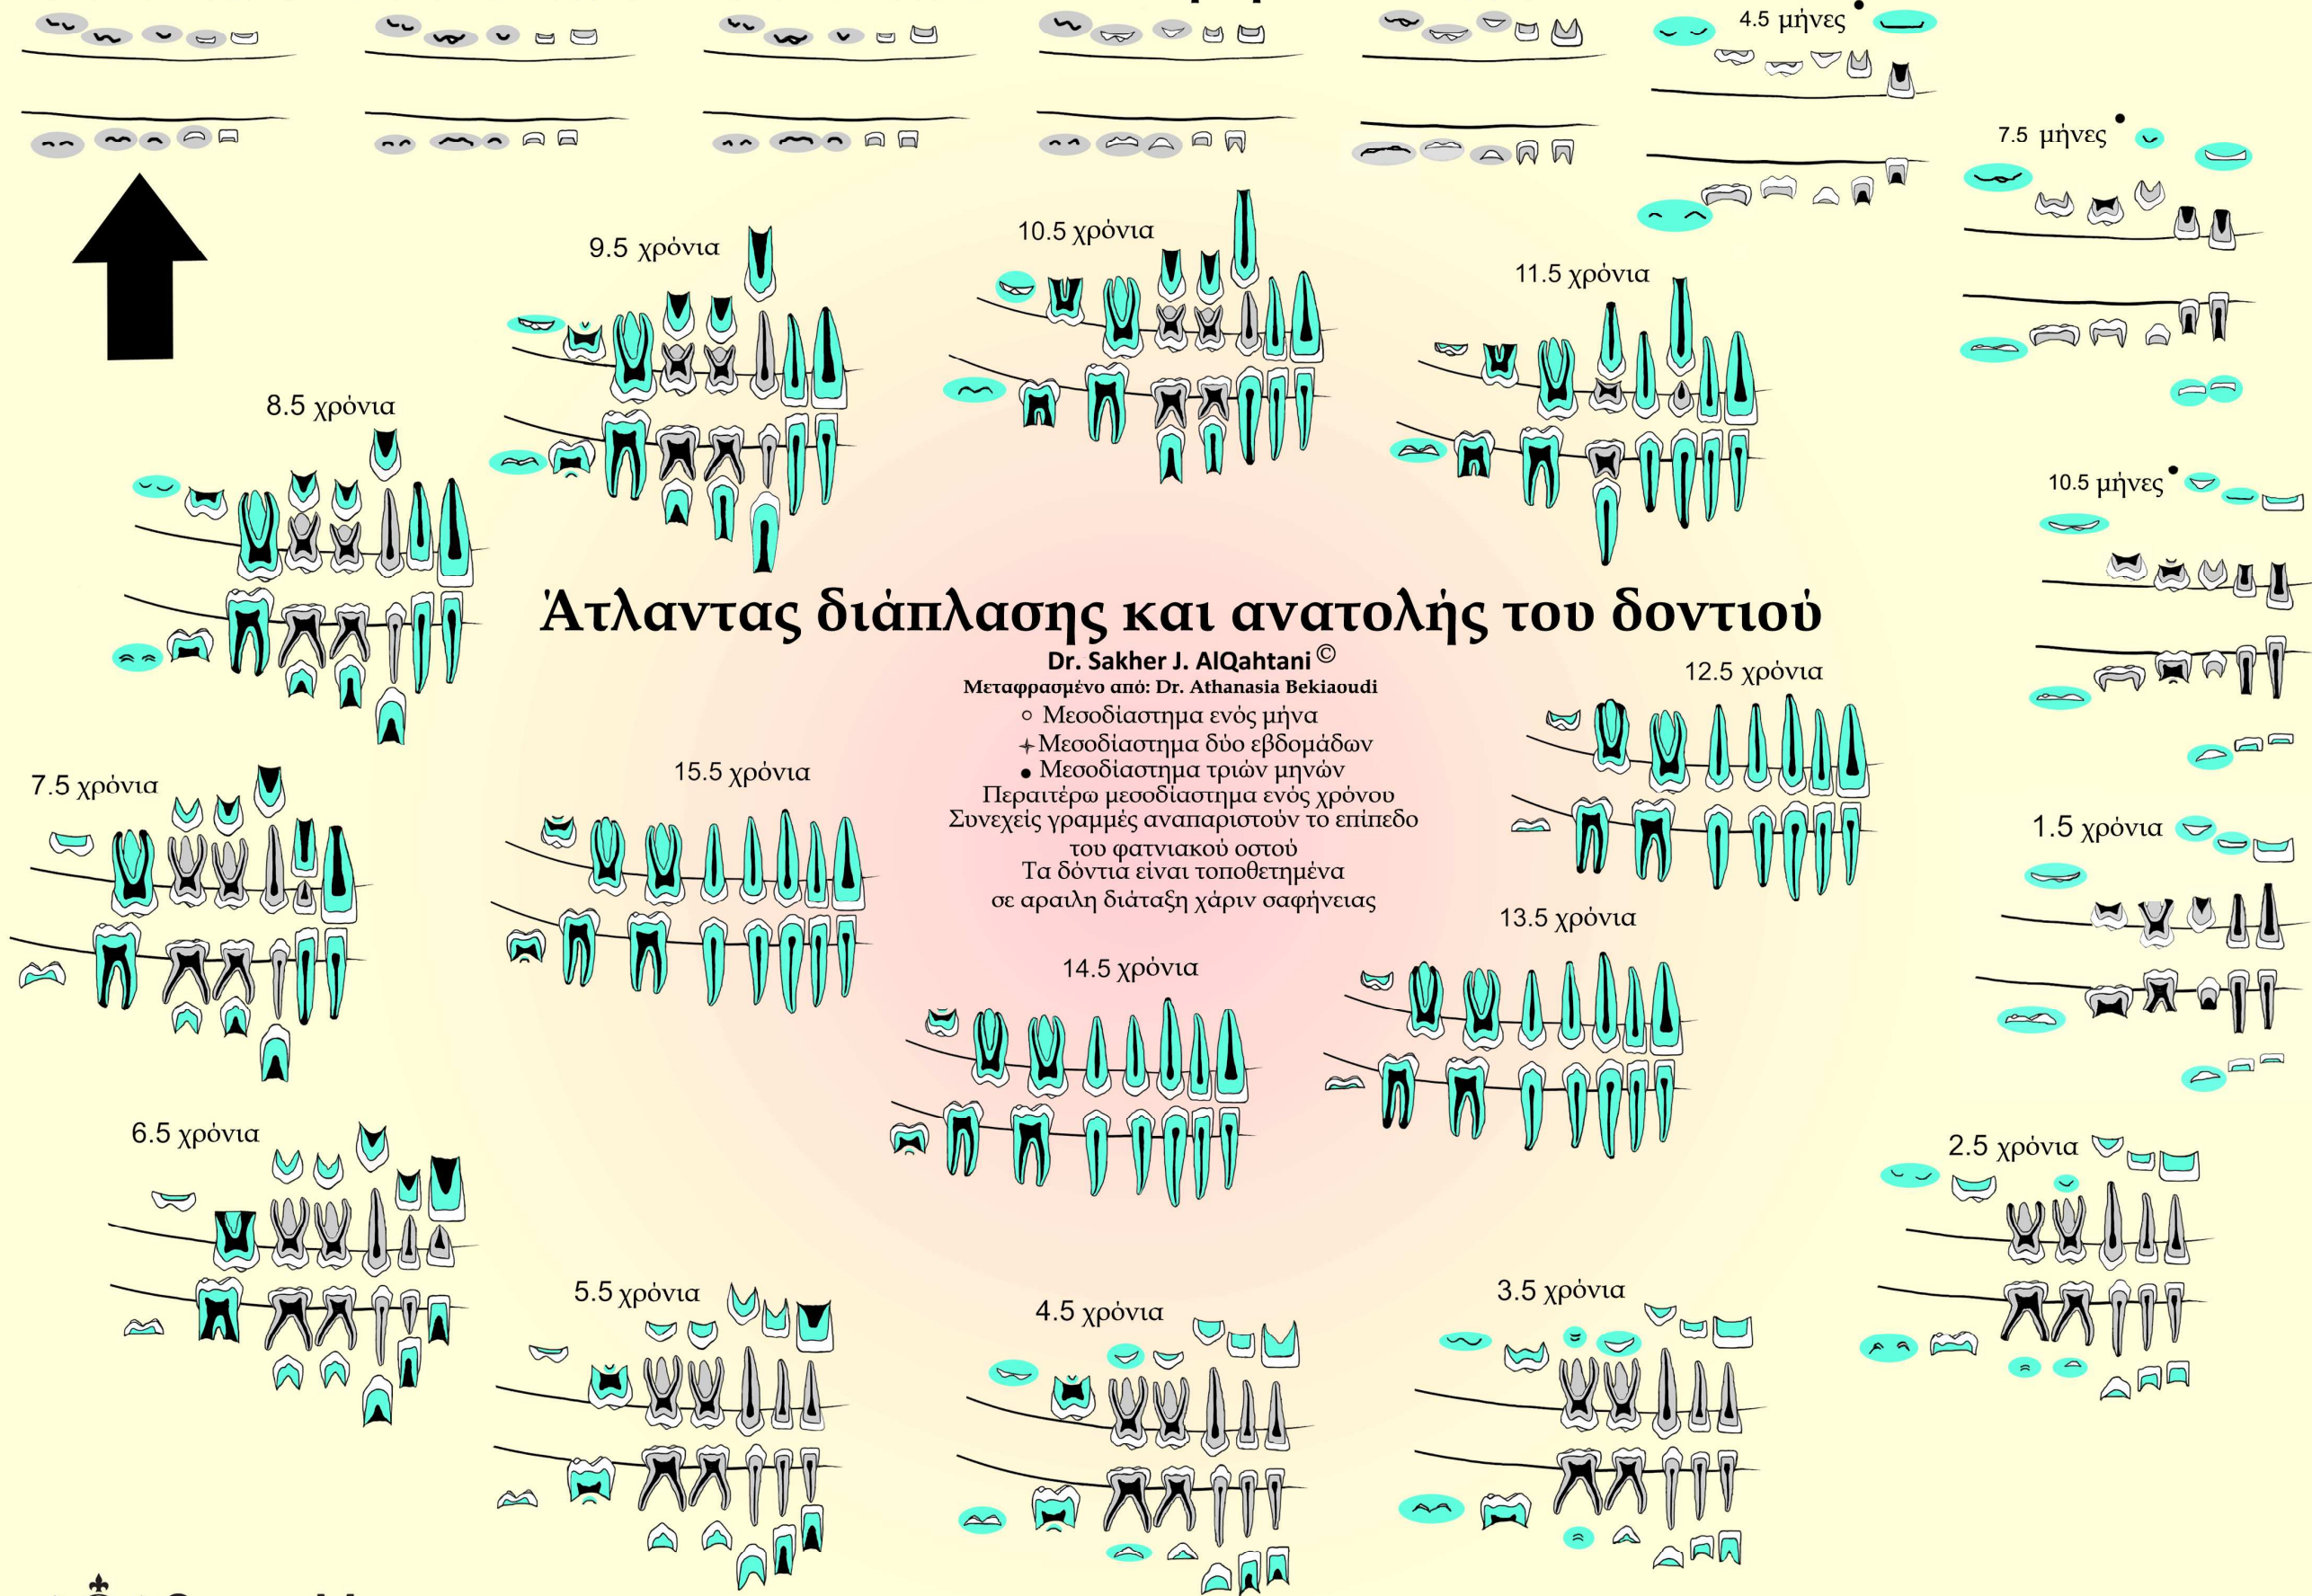 4.5 μήνες
7.5 μήνες
9.5 χρόνια
10.5 χρόνια
11.5 χρόνια
8.5 χρόνια
10.5 μήνες
Άτλαντας διάπλασης και ανατολής του δοντιού
Dr. Sakher J. AlQahtani ©
Μεταφρασμένο από: Dr. Athanasia Bekiaoudi
Μεσοδίαστημα ενός μήνα
Μεσοδίαστημα δύο εβδομάδων
Μεσοδίαστημα τριών μηνών
Περαιτέρω μεσοδίαστημα ενός χρόνου
Συνεχείς γραμμές αναπαριστούν το επίπεδο
του φατνιακού οστού
Τα δόντια είναι τοποθετημένα
σε αραιλη διάταξη χάριν σαφήνειας
12.5 χρόνια
7.5 χρόνια
15.5 χρόνια
1.5 χρόνια
13.5 χρόνια
14.5 χρόνια
6.5 χρόνια
2.5 χρόνια
5.5 χρόνια
4.5 χρόνια
3.5 χρόνια